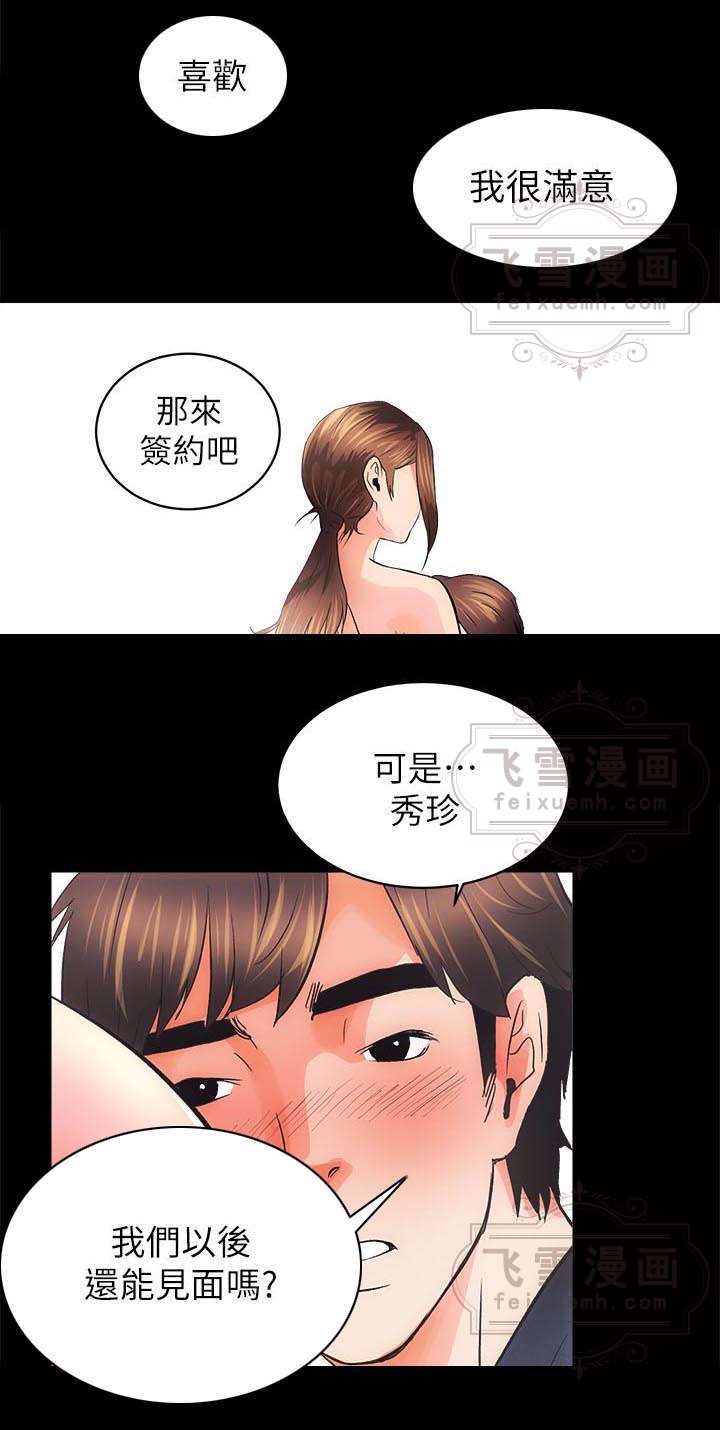 喜歡
我很滿意
飞雪漫画
feixuemh.com
那來
簽約吧
可是…
秀珍
飞雪漫画
feixuemh.com
我們以後
還能見面嗎?
飞雪漫画
feixuemh.com